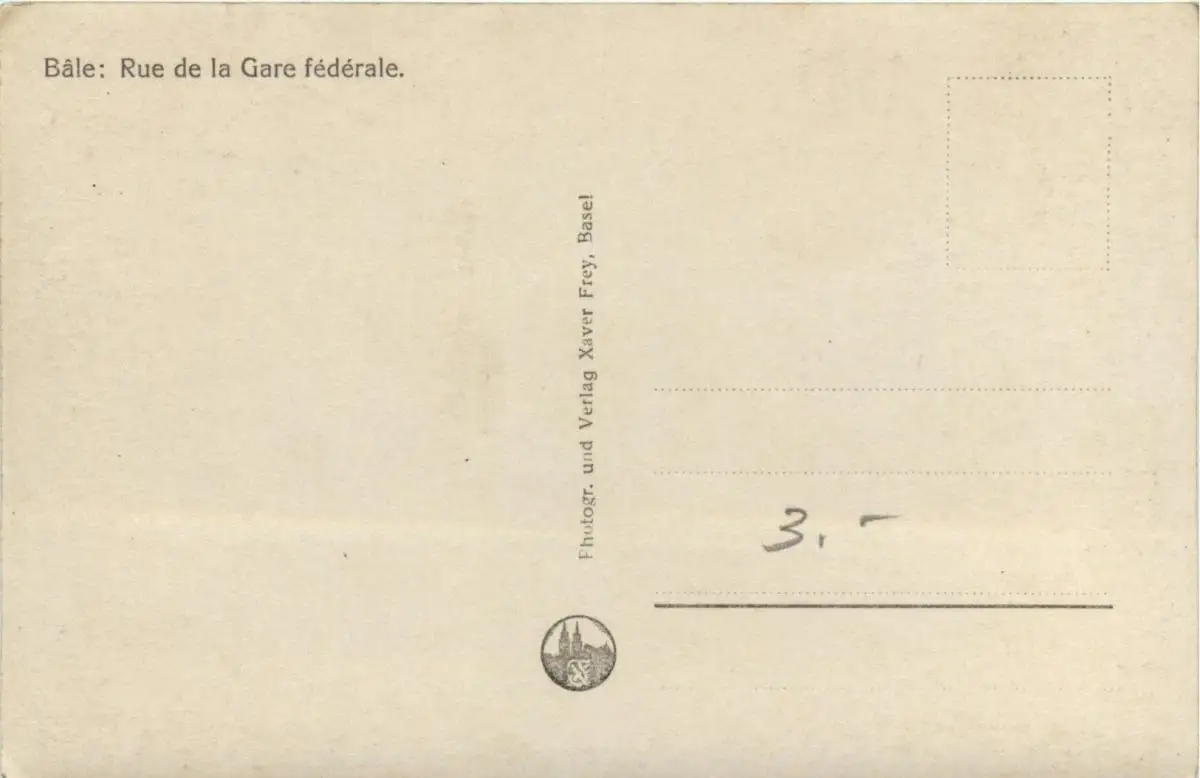 Bâle: Rue de la Gare fédérale.
Photogr. und Verlag Xaver Frey, Basel
3.-